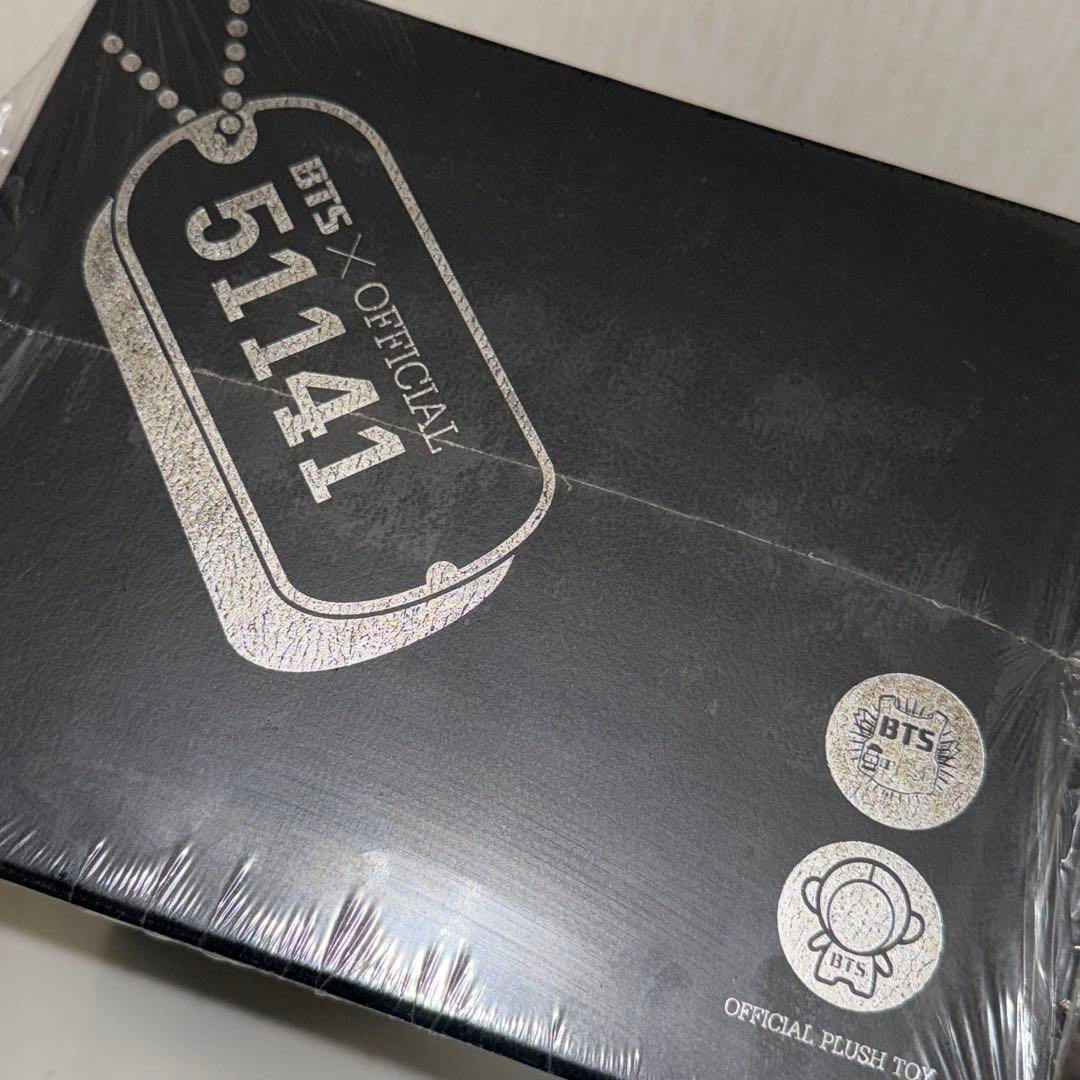 BTS X OFFICIAL
51141
BTS
BTS
OFFICIAL PLUSH TOY